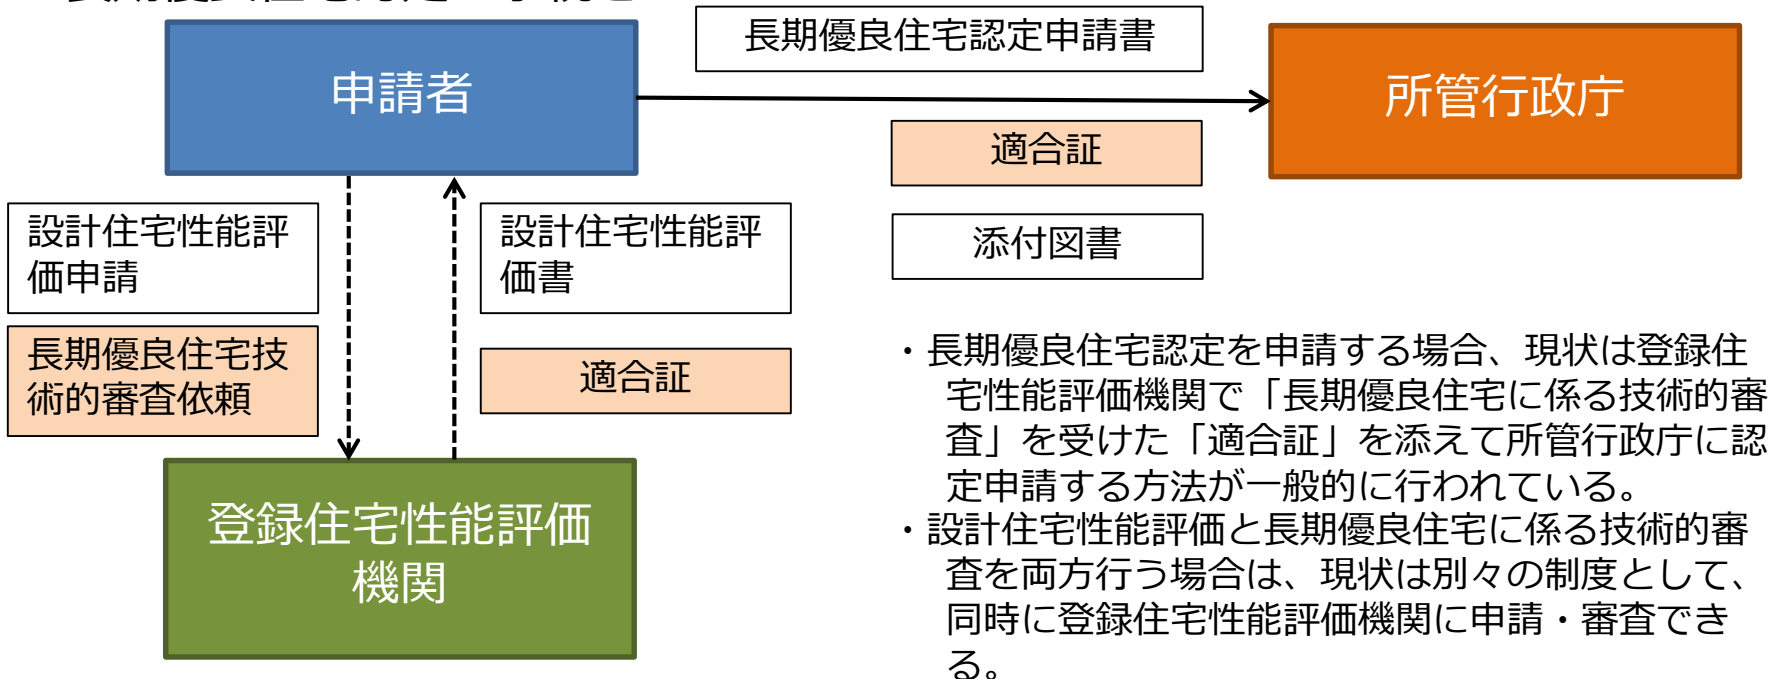 長期優良住宅認定申請書
申請者
所管行政庁
適合証
添付図書
設計住宅性能評
価申請
設計住宅性能評
価書
長期優良住宅技
術的審査依頼
適合証
登録住宅性能評価
機関
・長期優良住宅認定を申請する場合、現状は登録住
宅性能評価機関で「長期優良住宅に係る技術的審
査」を受けた「適合証」を添えて所管行政庁に認
定申請する方法が一般的に行われている。
・設計住宅性能評価と長期優良住宅に係る技術的審
査を両方行う場合は、現状は別々の制度として、
同時に登録住宅性能評価機関に申請・審査でき
る。